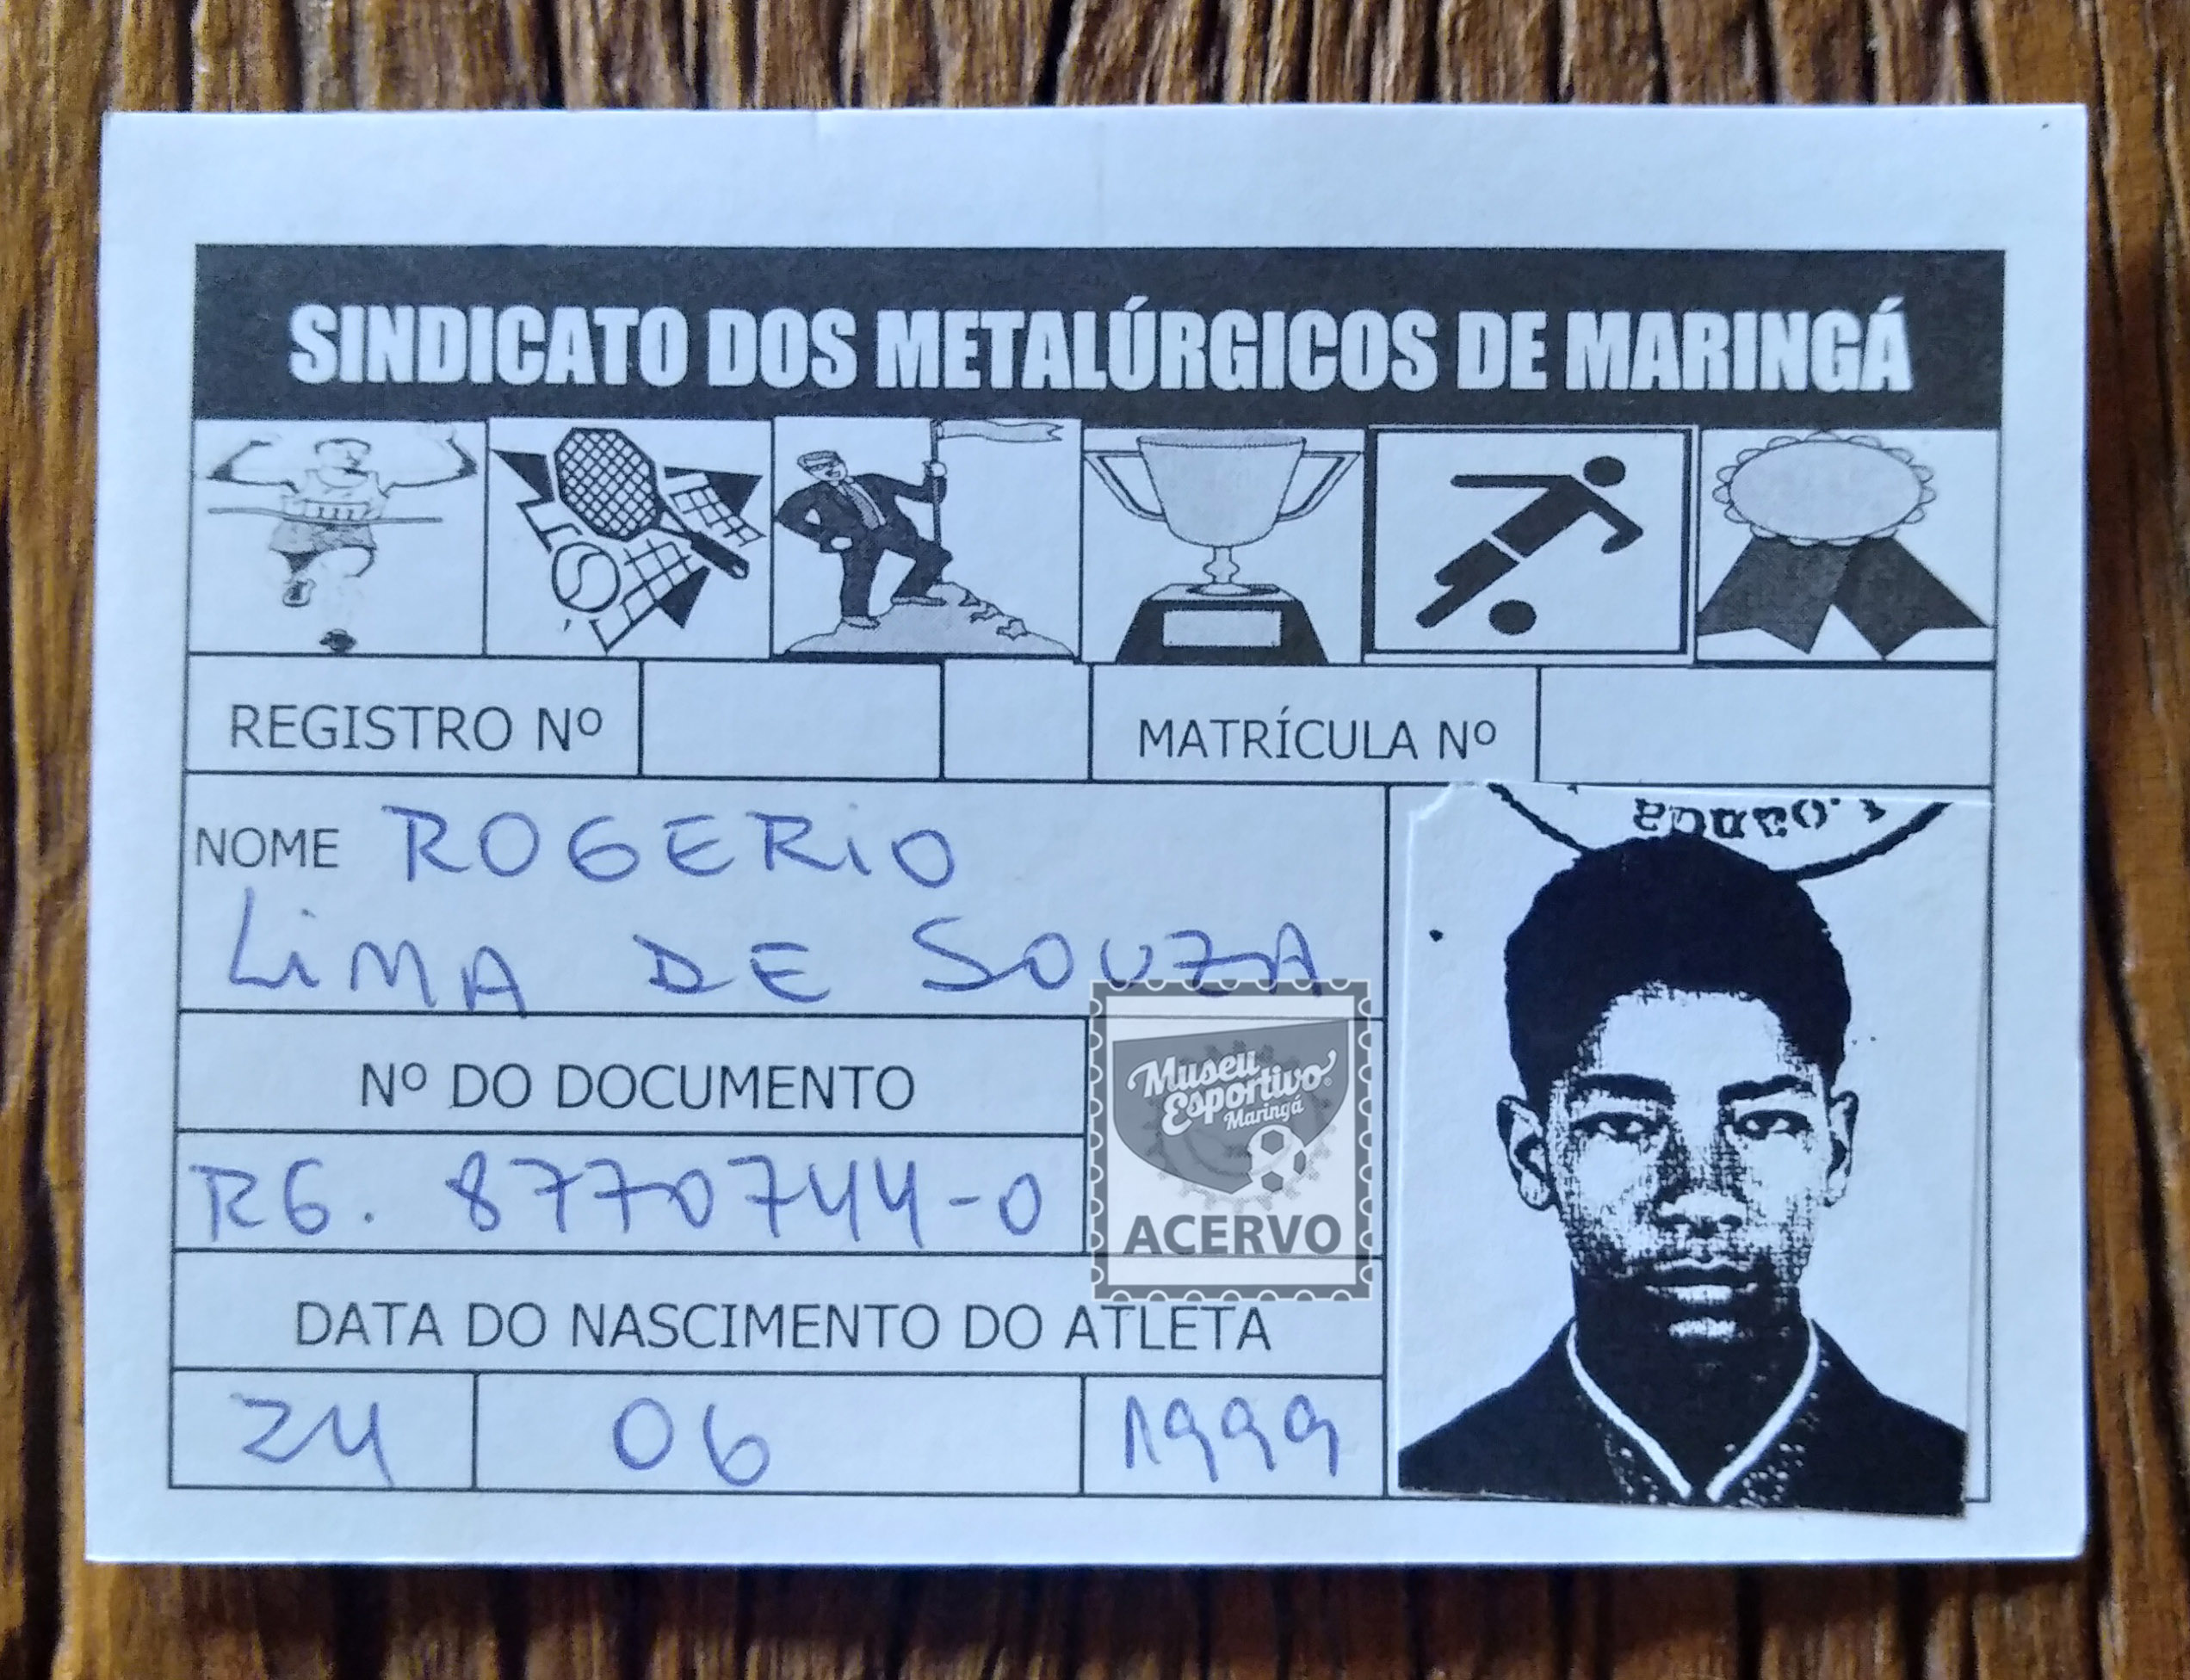 SINDICATO DOS METALÚRGICOS DE MARINGÁ
REGISTRO Nº
MATRÍCULA Nº
NOME ROGERIO
LIMA DE SOUZA
Nº DO DOCUMENTO
RG. 8770744-0
DATA DO NASCIMENTO DO ATLETA
24 06 1999
Museu
Esportivo
Maringá
ACERVO